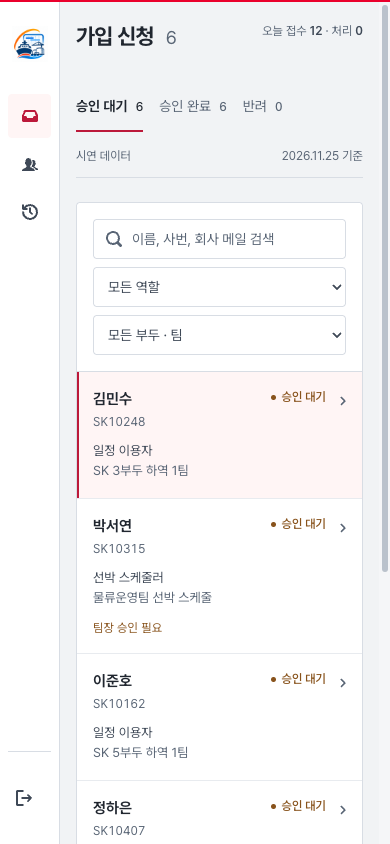 가입 신청 6
오늘 접수 12 · 처리 0
승인 대기 6
승인 완료 6
반려 0
시연 데이터
2026.11.25 기준
이름, 사번, 회사 메일 검색
모든 역할
모든 부두 · 팀
김민수
승인 대기
SK10248
일정 이용자
SK 3부두 하역 1팀
박서연
승인 대기
SK10315
선박 스케줄러
물류운영팀 선박 스케줄
팀장 승인 필요
이준호
승인 대기
SK10162
일정 이용자
SK 5부두 하역 1팀
정하은
승인 대기
SK10407